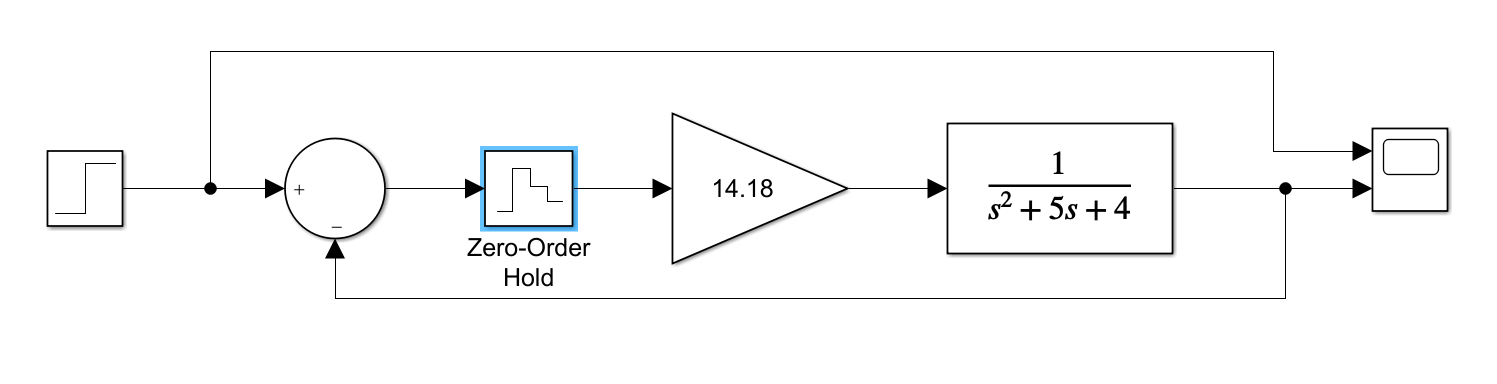 +
−
Zero-Order
Hold
14.18
1
s² + 5s + 4